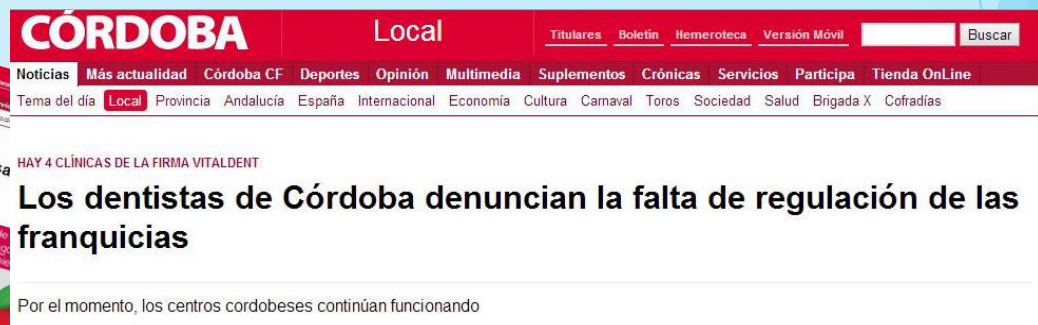 CÓRDOBA Local Titulares Boletín Hemeroteca Versión Móvil Buscar
Noticias Más actualidad Córdoba CF Deportes Opinión Multimedia Suplementos Crónicas Servicios Participa Tienda OnLine
Tema del día Local Provincia Andalucía España Internacional Economía Cultura Carnaval Toros Sociedad Salud Brigada X Cofradías
HAY 4 CLÍNICAS DE LA FIRMA VITALDENT
Los dentistas de Córdoba denuncian la falta de regulación de las
franquicias
Por el momento, los centros cordobeses continúan funcionando